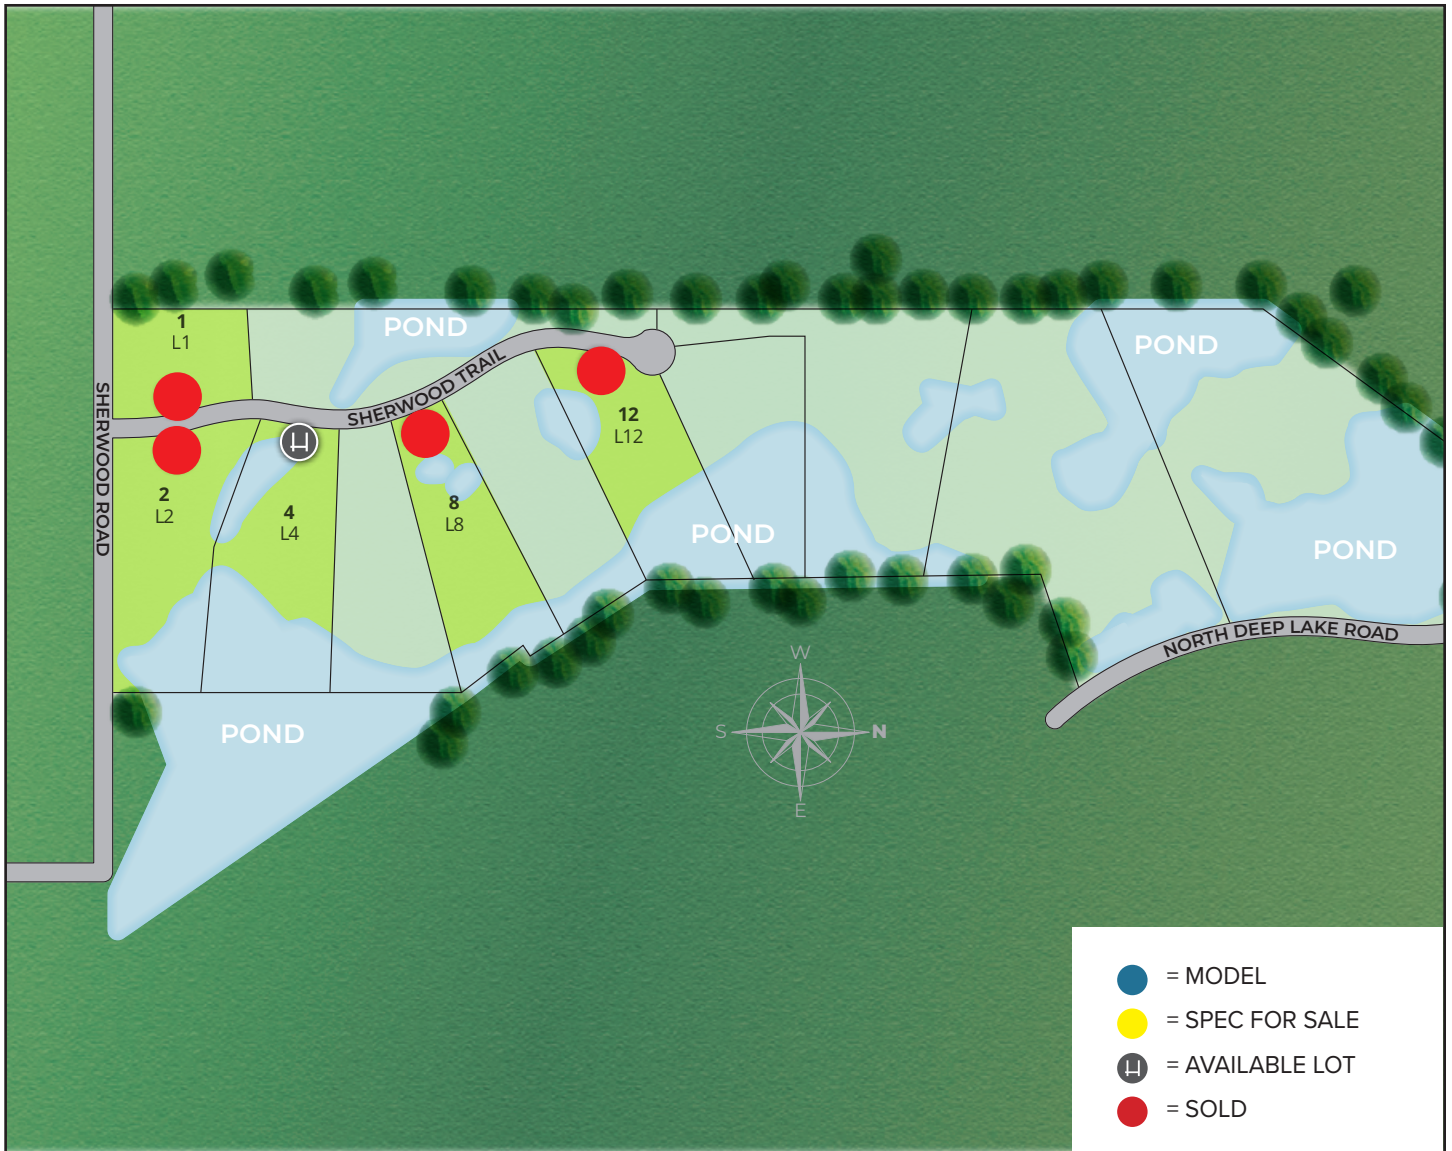 1
L1
POND
POND
SHERWOOD TRAIL
SHERWOOD ROAD
12
L12
2
L2
8
L8
4
L4
POND
POND
NORTH DEEP LAKE ROAD
W
S
N
E
POND
= MODEL
= SPEC FOR SALE
= AVAILABLE LOT
= SOLD